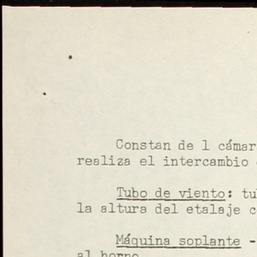 Constan de 1 cámar
realiza el intercambio
Tubo de viento: tu
la altura del etalaje c
Máquina soplante -
al horno